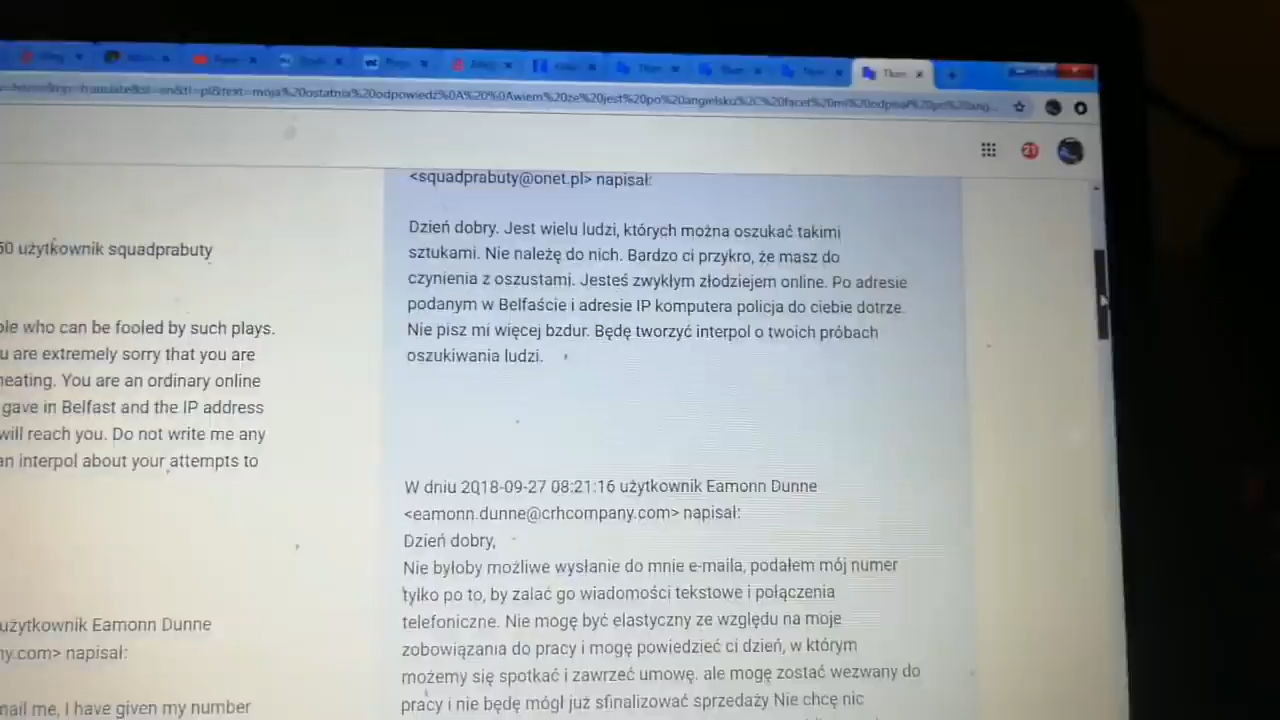 21
<squadprabuty@onet.pl> napisał:
Dzień dobry. Jest wielu ludzi, których można oszukać takimi
sztukami. Nie należę do nich. Bardzo ci przykro, że masz do
czynienia z oszustami. Jesteś zwykłym złodziejem online. Po adresie
podanym w Belfaście i adresie IP komputera policja do ciebie dotrze.
Nie pisz mi więcej bzdur. Będę tworzyć interpol o twoich próbach
oszukiwania ludzi.
W dniu 2018-09-27 08:21:16 użytkownik Eamonn Dunne
<eamonn.dunne@crhcompany.com> napisał:
Dzień dobry,
Nie byłoby możliwe wysłanie do mnie e-maila, podałem mój numer
tylko po to, by zalać go wiadomości tekstowe i połączenia
telefoniczne. Nie mogę być elastyczny ze względu na moje
zobowiązania do pracy i mogę powiedzieć ci dzień, w którym
możemy się spotkać i zawrzeć umowę. ale mogę zostać wezwany do
pracy i nie będę mógł już sfinalizować sprzedaży Nie chcę nic
50 użytkownik squadprabuty
who can be fooled by such plays.
are extremely sorry that you are
You are an ordinary online
gave in Belfast and the IP address
will reach you. Do not write me any
an interpol about your attempts to
użytkownik Eamonn Dunne
napisał:
me, I have given my number